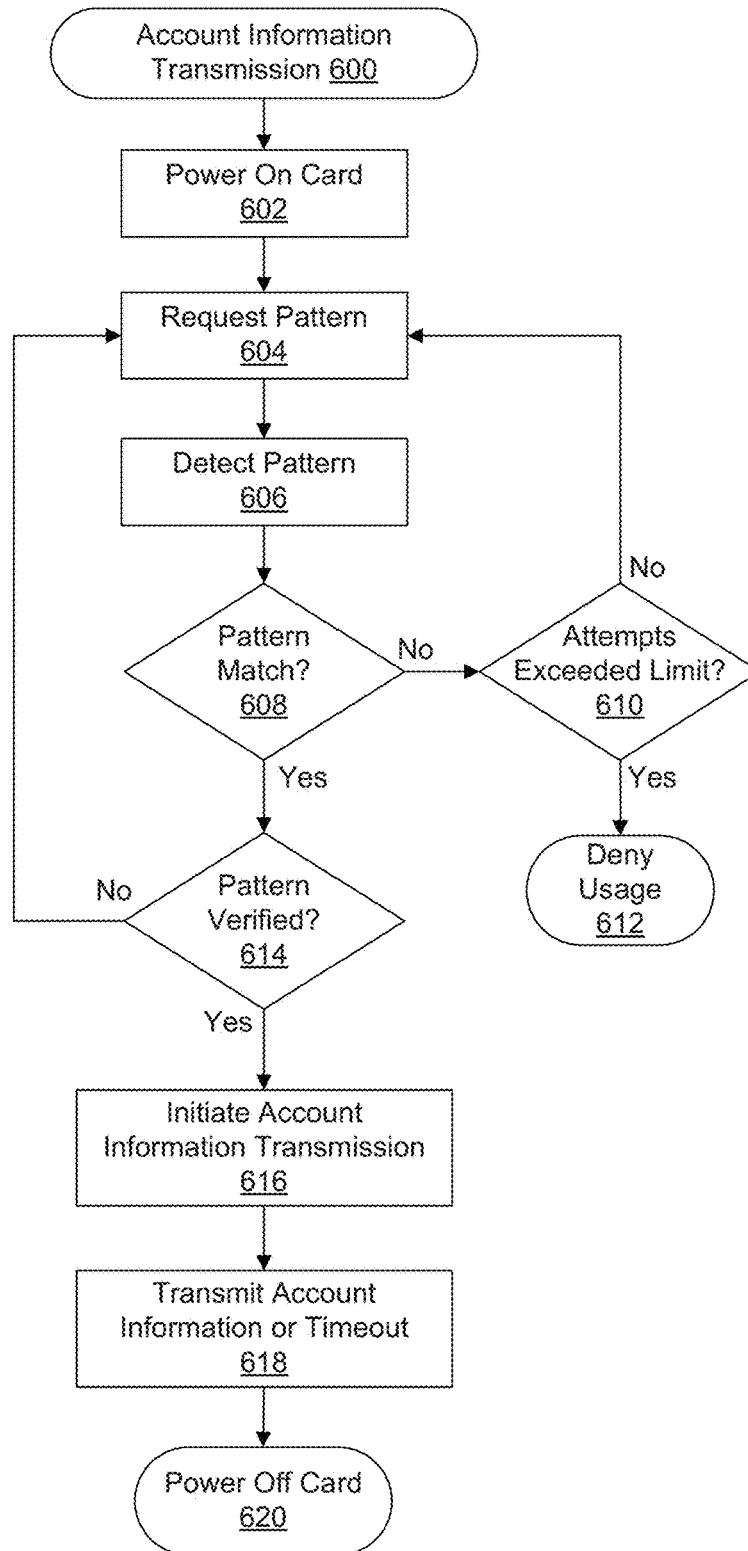 Account Information
Transmission 600
Power On Card
602
Request Pattern
604
Detect Pattern
606
No
Pattern
Match?
608
No
Attempts
Exceeded Limit?
610
Yes
Yes
Deny
Usage
612
No
Pattern
Verified?
614
Yes
Initiate Account
Information Transmission
616
Transmit Account
Information or Timeout
618
Power Off Card
620